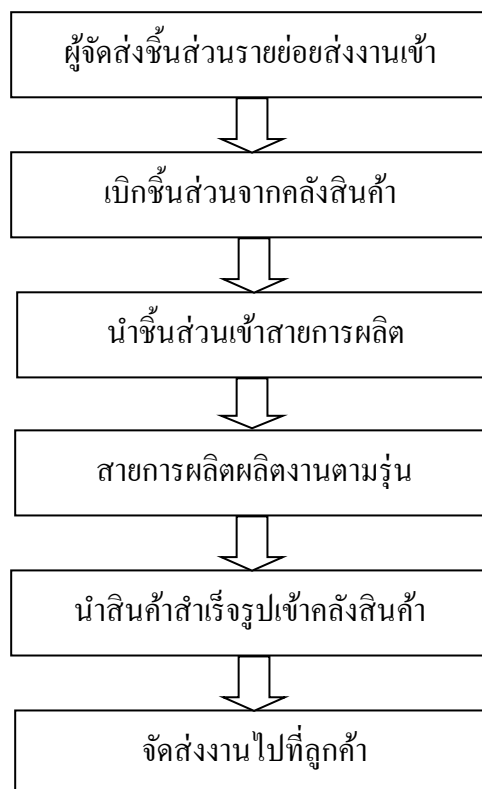 ผู้จัดส่งชิ้นส่วนรายย่อยส่งงานเข้า
เบิกชิ้นส่วนจากคลังสินค้า
นำชิ้นส่วนเข้าสายการผลิต
สายการผลิตผลิตงานตามรุ่น
นำสินค้าสำเร็จรูปเข้าคลังสินค้า
จัดส่งงานไปที่ลูกค้า